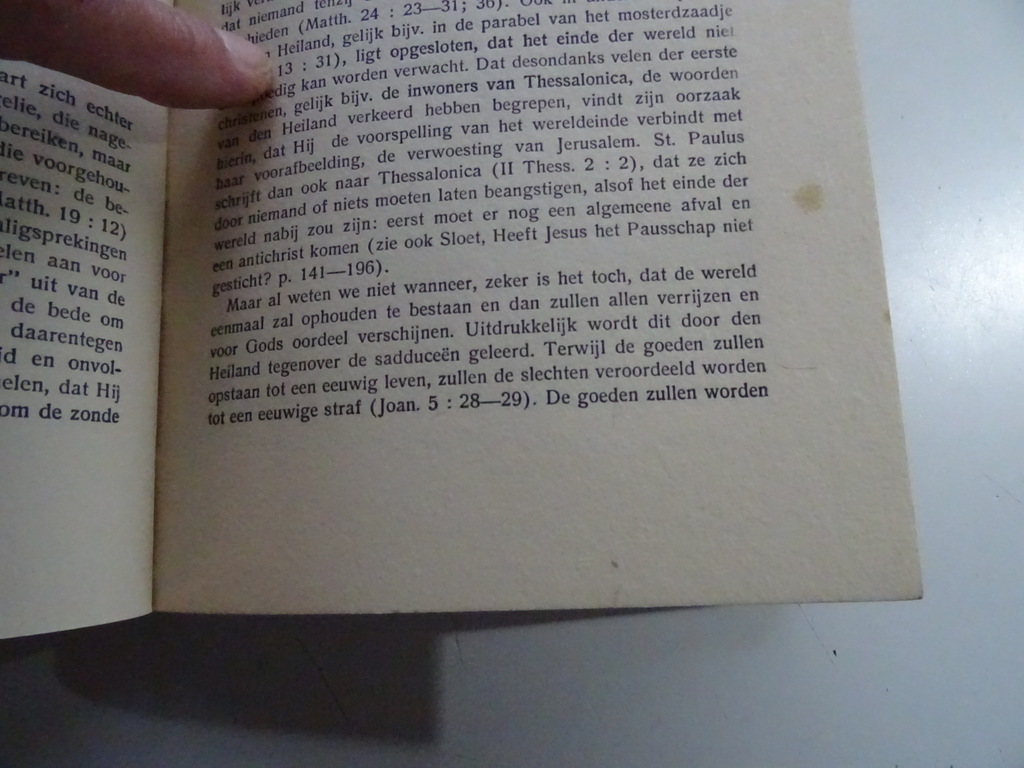 art zich echter
elie, die nage-
bereiken, maar
die voorgehou-
reven: de be-
Matth. 19 : 12)
aligsprekingen
elen aan voor
r" uit van de
de bede om
daarentegen
id en onvol-
elen, dat Hij
om de zonde
dat niemand tenzij
hieden (Matth. 24 : 23—31; 36). Ook in
Heiland, gelijk bijv. in de parabel van het mosterdzaadje
13 : 31), ligt opgesloten, dat het einde der wereld niet
edig kan worden verwacht. Dat desondanks velen der eerste
christenen, gelijk bijv. de inwoners van Thessalonica, de woorden
van den Heiland verkeerd hebben begrepen, vindt zijn oorzaak
hierin, dat Hij de voorspelling van het wereldeinde verbindt met
haar voorafbeelding, de verwoesting van Jerusalem. St. Paulus
schrijft dan ook naar Thessalonica (II Thess. 2 : 2), dat ze zich
door niemand of niets moeten laten beangstigen, alsof het einde der
wereld nabij zou zijn: eerst moet er nog een algemeene afval en
een antichrist komen (zie ook Sloet, Heeft Jesus het Pausschap niet
gesticht? p. 141—196).
Maar al weten we niet wanneer, zeker is het toch, dat de wereld
eenmaal zal ophouden te bestaan en dan zullen allen verrijzen en
voor Gods oordeel verschijnen. Uitdrukkelijk wordt dit door den
Heiland tegenover de sadduceën geleerd. Terwijl de goeden zullen
opstaan tot een eeuwig leven, zullen de slechten veroordeeld worden
tot een eeuwige straf (Joan. 5 : 28—29). De goeden zullen worden